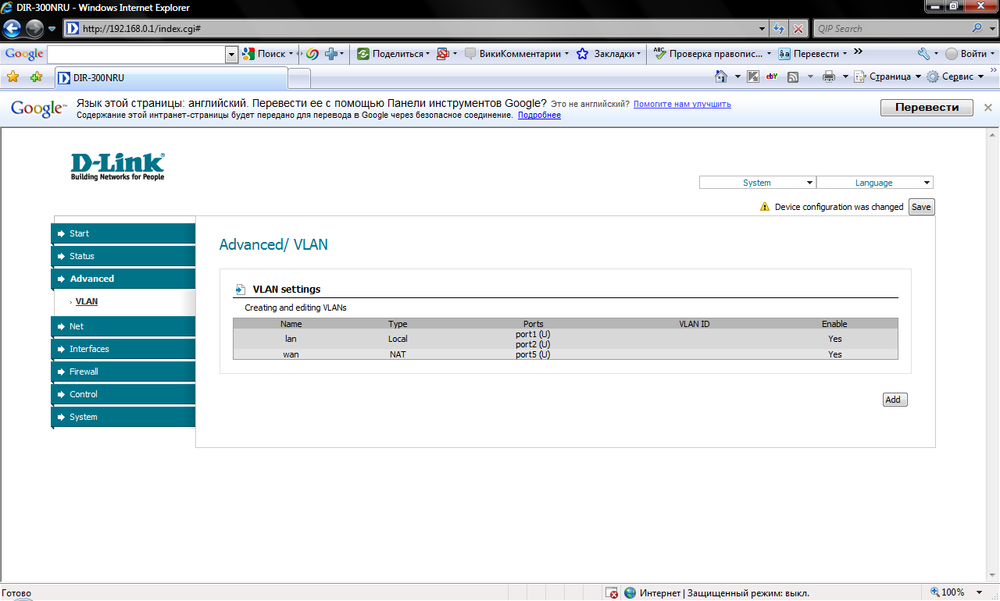 DIR-300NRU - Windows Internet Explorer
http://192.168.0.1/index.cgi#
QIP Search
Google Поиск Поделиться ВикиКомментарии Закладки ABC Проверка правопис... Перевести Войти
DIR-300NRU
ebY Страница Сервис
Google™ Язык этой страницы: английский. Перевести ее с помощью Панели инструментов Google? Это не английский? Помогите нам улучшить
Содержание этой интранет-страницы будет передано для перевода в Google через безопасное соединение. Подробнее
Перевести
D-Link®
Building Networks for People
System Language
Device configuration was changed Save
Start
Status
Advanced
VLAN
Net
Interfaces
Firewall
Control
System
Advanced/ VLAN
VLAN settings
Creating and editing VLANs
Name Type Ports VLAN ID Enable
lan Local port1 (U) port2 (U) Yes
wan NAT port5 (U) Yes
Add
Готово Интернет | Защищенный режим: выкл. 100%